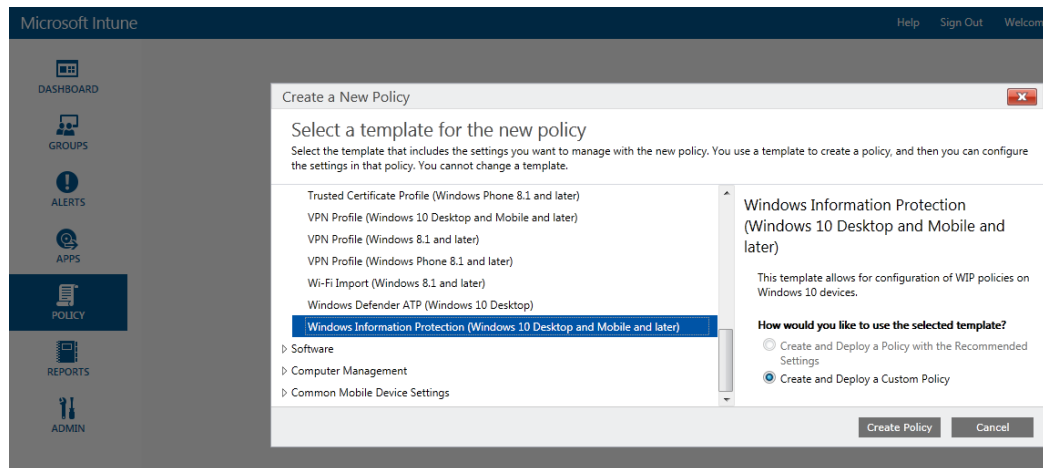 Microsoft Intune
Help Sign Out Welcom
DASHBOARD
GROUPS
ALERTS
APPS
POLICY
REPORTS
ADMIN
Create a New Policy
Select a template for the new policy
Select the template that includes the settings you want to manage with the new policy. You use a template to create a policy, and then you can configure
the settings in that policy. You cannot change a template.
Trusted Certificate Profile (Windows Phone 8.1 and later)
VPN Profile (Windows 10 Desktop and Mobile and later)
VPN Profile (Windows 8.1 and later)
VPN Profile (Windows Phone 8.1 and later)
Wi-Fi Import (Windows 8.1 and later)
Windows Defender ATP (Windows 10 Desktop)
Windows Information Protection (Windows 10 Desktop and Mobile and later)
Software
Computer Management
Common Mobile Device Settings
Windows Information Protection
(Windows 10 Desktop and Mobile and
later)
This template allows for configuration of WIP policies on
Windows 10 devices.
How would you like to use the selected template?
Create and Deploy a Policy with the Recommended
Settings
Create and Deploy a Custom Policy
Create Policy
Cancel